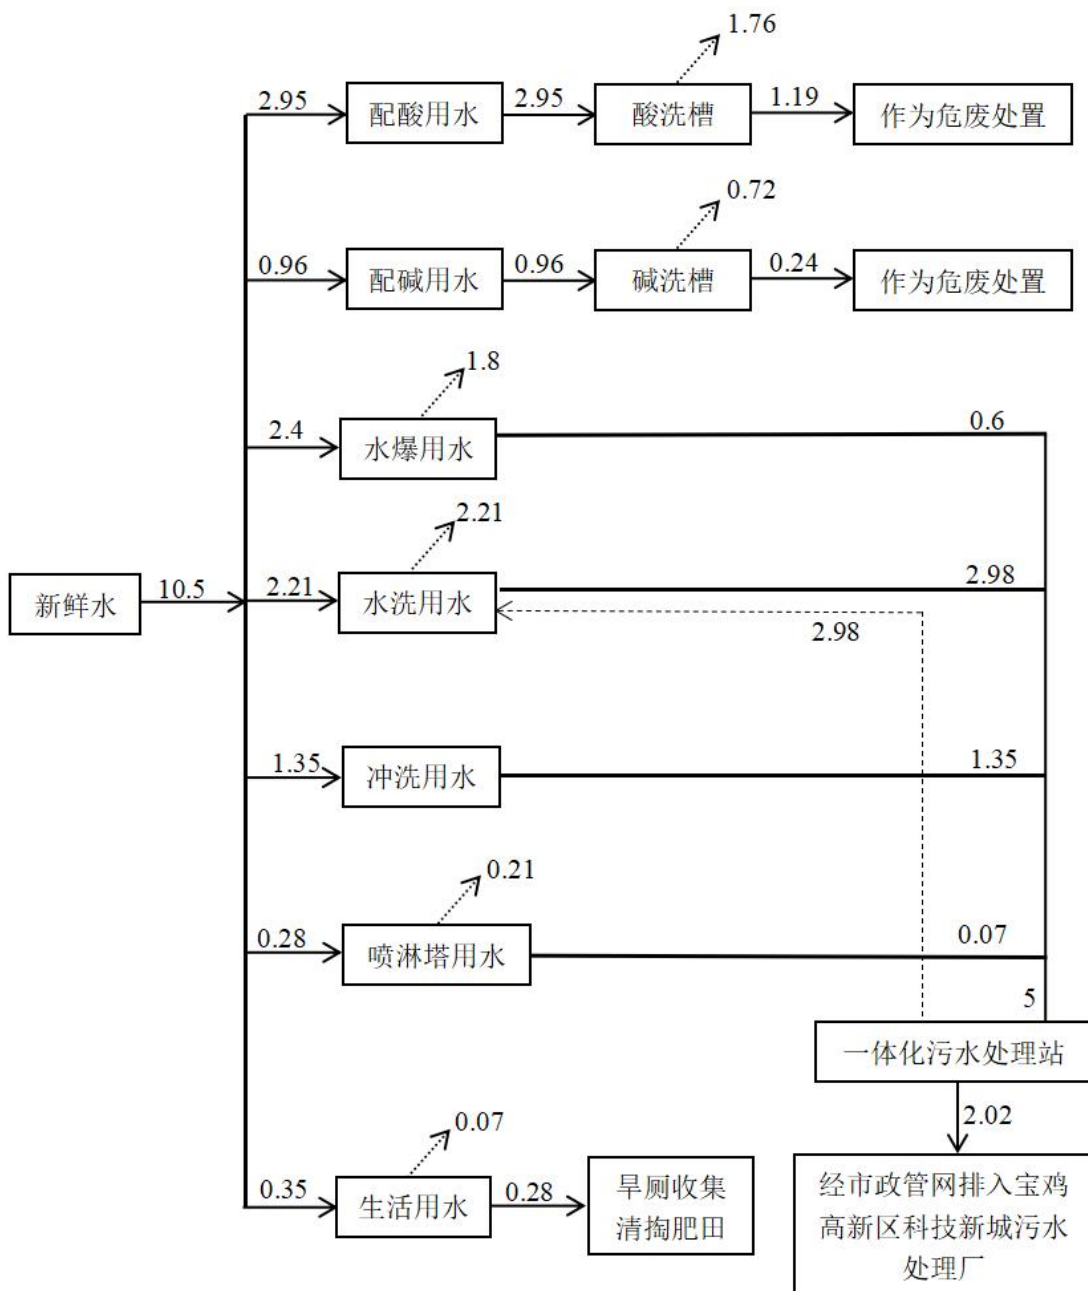 1.76
2.95
配酸用水
2.95
酸洗槽
1.19
作为危废处置
0.72
0.96
配碱用水
0.96
碱洗槽
0.24
作为危废处置
1.8
2.4
水爆用水
0.6
2.21
新鲜水
10.5
2.21
水洗用水
2.98
2.98
1.35
冲洗用水
1.35
0.21
0.28
喷淋塔用水
0.07
5
一体化污水处理站
2.02
0.07
0.35
生活用水
0.28
旱厕收集
清掏肥田
经市政管网排入宝鸡
高新区科技新城污水
处理厂